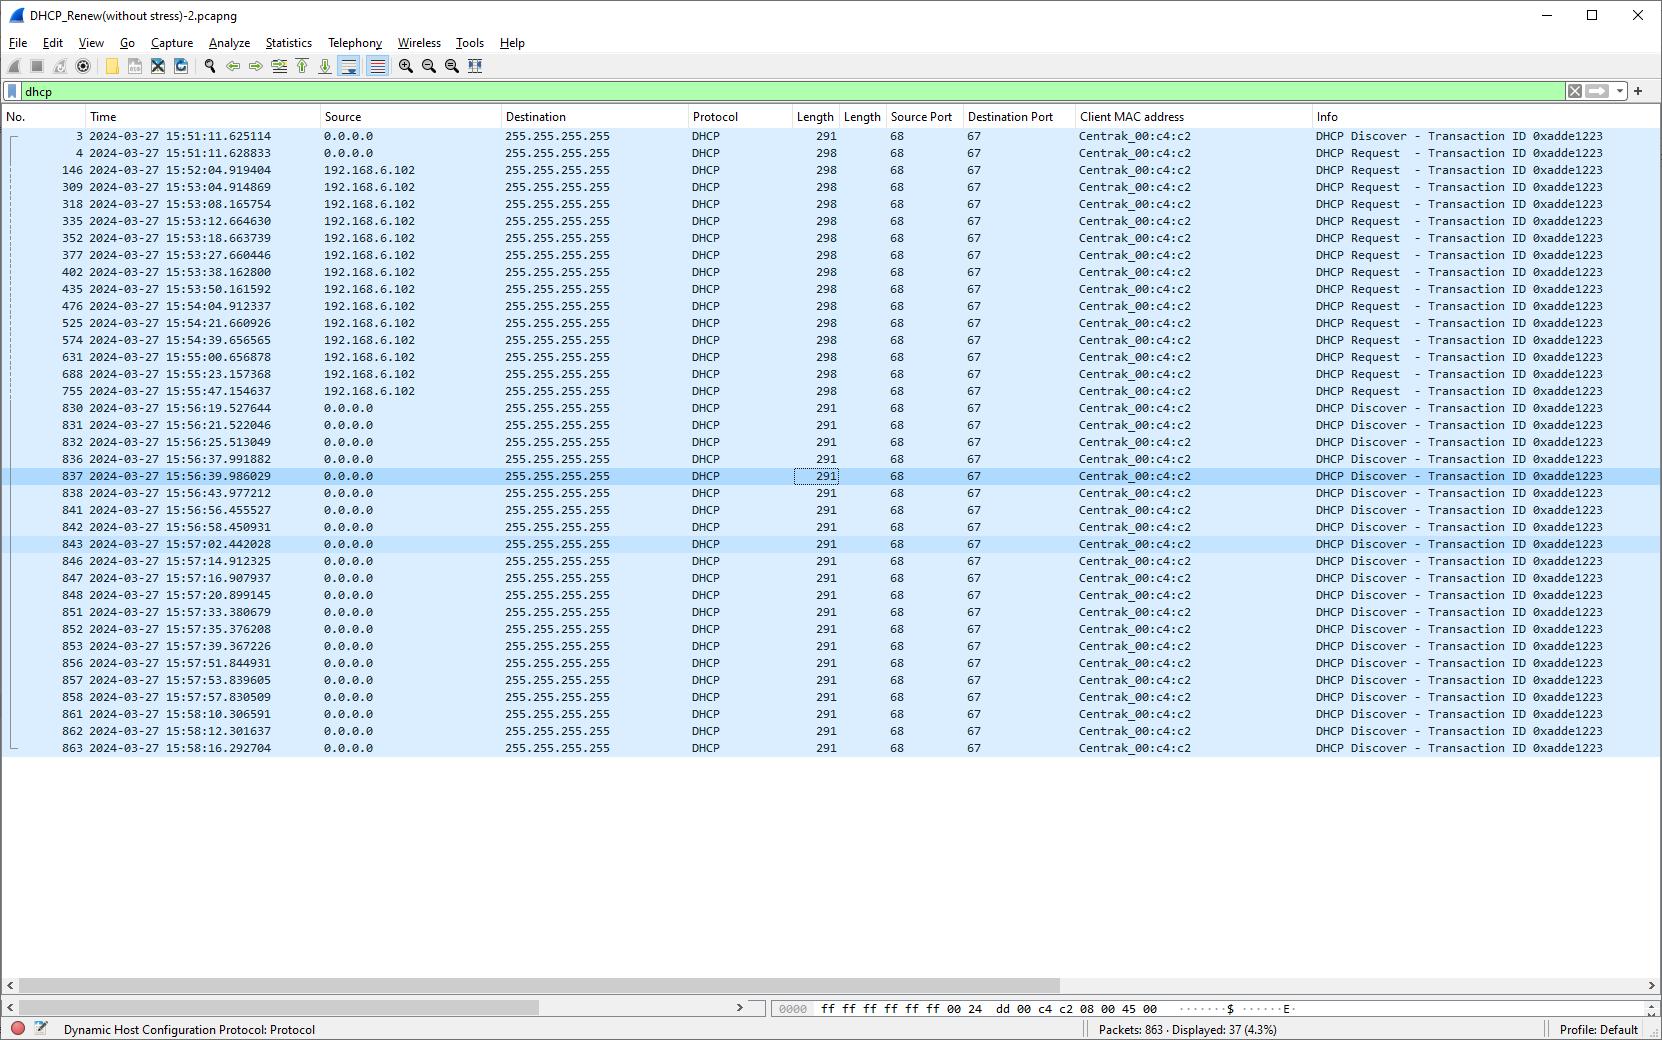 DHCP_Renew(without stress)-2.pcapng
File Edit View Go Capture Analyze Statistics Telephony Wireless Tools Help
dhcp
No. Time Source Destination Protocol Length Length Source Port Destination Port Client MAC address Info
3 2024-03-27 15:51:11.625114 0.0.0.0 255.255.255.255 DHCP 291 68 67 Centrak_00:c4:c2 DHCP Discover - Transaction ID 0xadde1223
4 2024-03-27 15:51:11.628833 0.0.0.0 255.255.255.255 DHCP 298 68 67 Centrak_00:c4:c2 DHCP Request - Transaction ID 0xadde1223
146 2024-03-27 15:52:04.919404 192.168.6.102 255.255.255.255 DHCP 298 68 67 Centrak_00:c4:c2 DHCP Request - Transaction ID 0xadde1223
309 2024-03-27 15:53:04.914869 192.168.6.102 255.255.255.255 DHCP 298 68 67 Centrak_00:c4:c2 DHCP Request - Transaction ID 0xadde1223
318 2024-03-27 15:53:08.165754 192.168.6.102 255.255.255.255 DHCP 298 68 67 Centrak_00:c4:c2 DHCP Request - Transaction ID 0xadde1223
335 2024-03-27 15:53:12.664630 192.168.6.102 255.255.255.255 DHCP 298 68 67 Centrak_00:c4:c2 DHCP Request - Transaction ID 0xadde1223
352 2024-03-27 15:53:18.663739 192.168.6.102 255.255.255.255 DHCP 298 68 67 Centrak_00:c4:c2 DHCP Request - Transaction ID 0xadde1223
377 2024-03-27 15:53:27.660446 192.168.6.102 255.255.255.255 DHCP 298 68 67 Centrak_00:c4:c2 DHCP Request - Transaction ID 0xadde1223
402 2024-03-27 15:53:38.162800 192.168.6.102 255.255.255.255 DHCP 298 68 67 Centrak_00:c4:c2 DHCP Request - Transaction ID 0xadde1223
435 2024-03-27 15:53:50.161592 192.168.6.102 255.255.255.255 DHCP 298 68 67 Centrak_00:c4:c2 DHCP Request - Transaction ID 0xadde1223
476 2024-03-27 15:54:04.912337 192.168.6.102 255.255.255.255 DHCP 298 68 67 Centrak_00:c4:c2 DHCP Request - Transaction ID 0xadde1223
525 2024-03-27 15:54:21.660926 192.168.6.102 255.255.255.255 DHCP 298 68 67 Centrak_00:c4:c2 DHCP Request - Transaction ID 0xadde1223
574 2024-03-27 15:54:39.656565 192.168.6.102 255.255.255.255 DHCP 298 68 67 Centrak_00:c4:c2 DHCP Request - Transaction ID 0xadde1223
631 2024-03-27 15:55:00.656878 192.168.6.102 255.255.255.255 DHCP 298 68 67 Centrak_00:c4:c2 DHCP Request - Transaction ID 0xadde1223
688 2024-03-27 15:55:23.157368 192.168.6.102 255.255.255.255 DHCP 298 68 67 Centrak_00:c4:c2 DHCP Request - Transaction ID 0xadde1223
755 2024-03-27 15:55:47.154637 192.168.6.102 255.255.255.255 DHCP 298 68 67 Centrak_00:c4:c2 DHCP Request - Transaction ID 0xadde1223
830 2024-03-27 15:56:19.527644 0.0.0.0 255.255.255.255 DHCP 291 68 67 Centrak_00:c4:c2 DHCP Discover - Transaction ID 0xadde1223
831 2024-03-27 15:56:21.522046 0.0.0.0 255.255.255.255 DHCP 291 68 67 Centrak_00:c4:c2 DHCP Discover - Transaction ID 0xadde1223
832 2024-03-27 15:56:25.513049 0.0.0.0 255.255.255.255 DHCP 291 68 67 Centrak_00:c4:c2 DHCP Discover - Transaction ID 0xadde1223
836 2024-03-27 15:56:37.991882 0.0.0.0 255.255.255.255 DHCP 291 68 67 Centrak_00:c4:c2 DHCP Discover - Transaction ID 0xadde1223
837 2024-03-27 15:56:39.986029 0.0.0.0 255.255.255.255 DHCP 291 68 67 Centrak_00:c4:c2 DHCP Discover - Transaction ID 0xadde1223
838 2024-03-27 15:56:43.977212 0.0.0.0 255.255.255.255 DHCP 291 68 67 Centrak_00:c4:c2 DHCP Discover - Transaction ID 0xadde1223
841 2024-03-27 15:56:56.455527 0.0.0.0 255.255.255.255 DHCP 291 68 67 Centrak_00:c4:c2 DHCP Discover - Transaction ID 0xadde1223
842 2024-03-27 15:56:58.450931 0.0.0.0 255.255.255.255 DHCP 291 68 67 Centrak_00:c4:c2 DHCP Discover - Transaction ID 0xadde1223
843 2024-03-27 15:57:02.442028 0.0.0.0 255.255.255.255 DHCP 291 68 67 Centrak_00:c4:c2 DHCP Discover - Transaction ID 0xadde1223
846 2024-03-27 15:57:14.912325 0.0.0.0 255.255.255.255 DHCP 291 68 67 Centrak_00:c4:c2 DHCP Discover - Transaction ID 0xadde1223
847 2024-03-27 15:57:16.907937 0.0.0.0 255.255.255.255 DHCP 291 68 67 Centrak_00:c4:c2 DHCP Discover - Transaction ID 0xadde1223
848 2024-03-27 15:57:20.899145 0.0.0.0 255.255.255.255 DHCP 291 68 67 Centrak_00:c4:c2 DHCP Discover - Transaction ID 0xadde1223
851 2024-03-27 15:57:33.380679 0.0.0.0 255.255.255.255 DHCP 291 68 67 Centrak_00:c4:c2 DHCP Discover - Transaction ID 0xadde1223
852 2024-03-27 15:57:35.376208 0.0.0.0 255.255.255.255 DHCP 291 68 67 Centrak_00:c4:c2 DHCP Discover - Transaction ID 0xadde1223
853 2024-03-27 15:57:39.367226 0.0.0.0 255.255.255.255 DHCP 291 68 67 Centrak_00:c4:c2 DHCP Discover - Transaction ID 0xadde1223
856 2024-03-27 15:57:51.844931 0.0.0.0 255.255.255.255 DHCP 291 68 67 Centrak_00:c4:c2 DHCP Discover - Transaction ID 0xadde1223
857 2024-03-27 15:57:53.839605 0.0.0.0 255.255.255.255 DHCP 291 68 67 Centrak_00:c4:c2 DHCP Discover - Transaction ID 0xadde1223
858 2024-03-27 15:57:57.830509 0.0.0.0 255.255.255.255 DHCP 291 68 67 Centrak_00:c4:c2 DHCP Discover - Transaction ID 0xadde1223
861 2024-03-27 15:58:10.306591 0.0.0.0 255.255.255.255 DHCP 291 68 67 Centrak_00:c4:c2 DHCP Discover - Transaction ID 0xadde1223
862 2024-03-27 15:58:12.301637 0.0.0.0 255.255.255.255 DHCP 291 68 67 Centrak_00:c4:c2 DHCP Discover - Transaction ID 0xadde1223
863 2024-03-27 15:58:16.292704 0.0.0.0 255.255.255.255 DHCP 291 68 67 Centrak_00:c4:c2 DHCP Discover - Transaction ID 0xadde1223
0000 ff ff ff ff ff ff 00 24 dd 00 c4 c2 08 00 45 00 ·······$ ······E·
Dynamic Host Configuration Protocol: Protocol Packets: 863 · Displayed: 37 (4.3%) Profile: Default